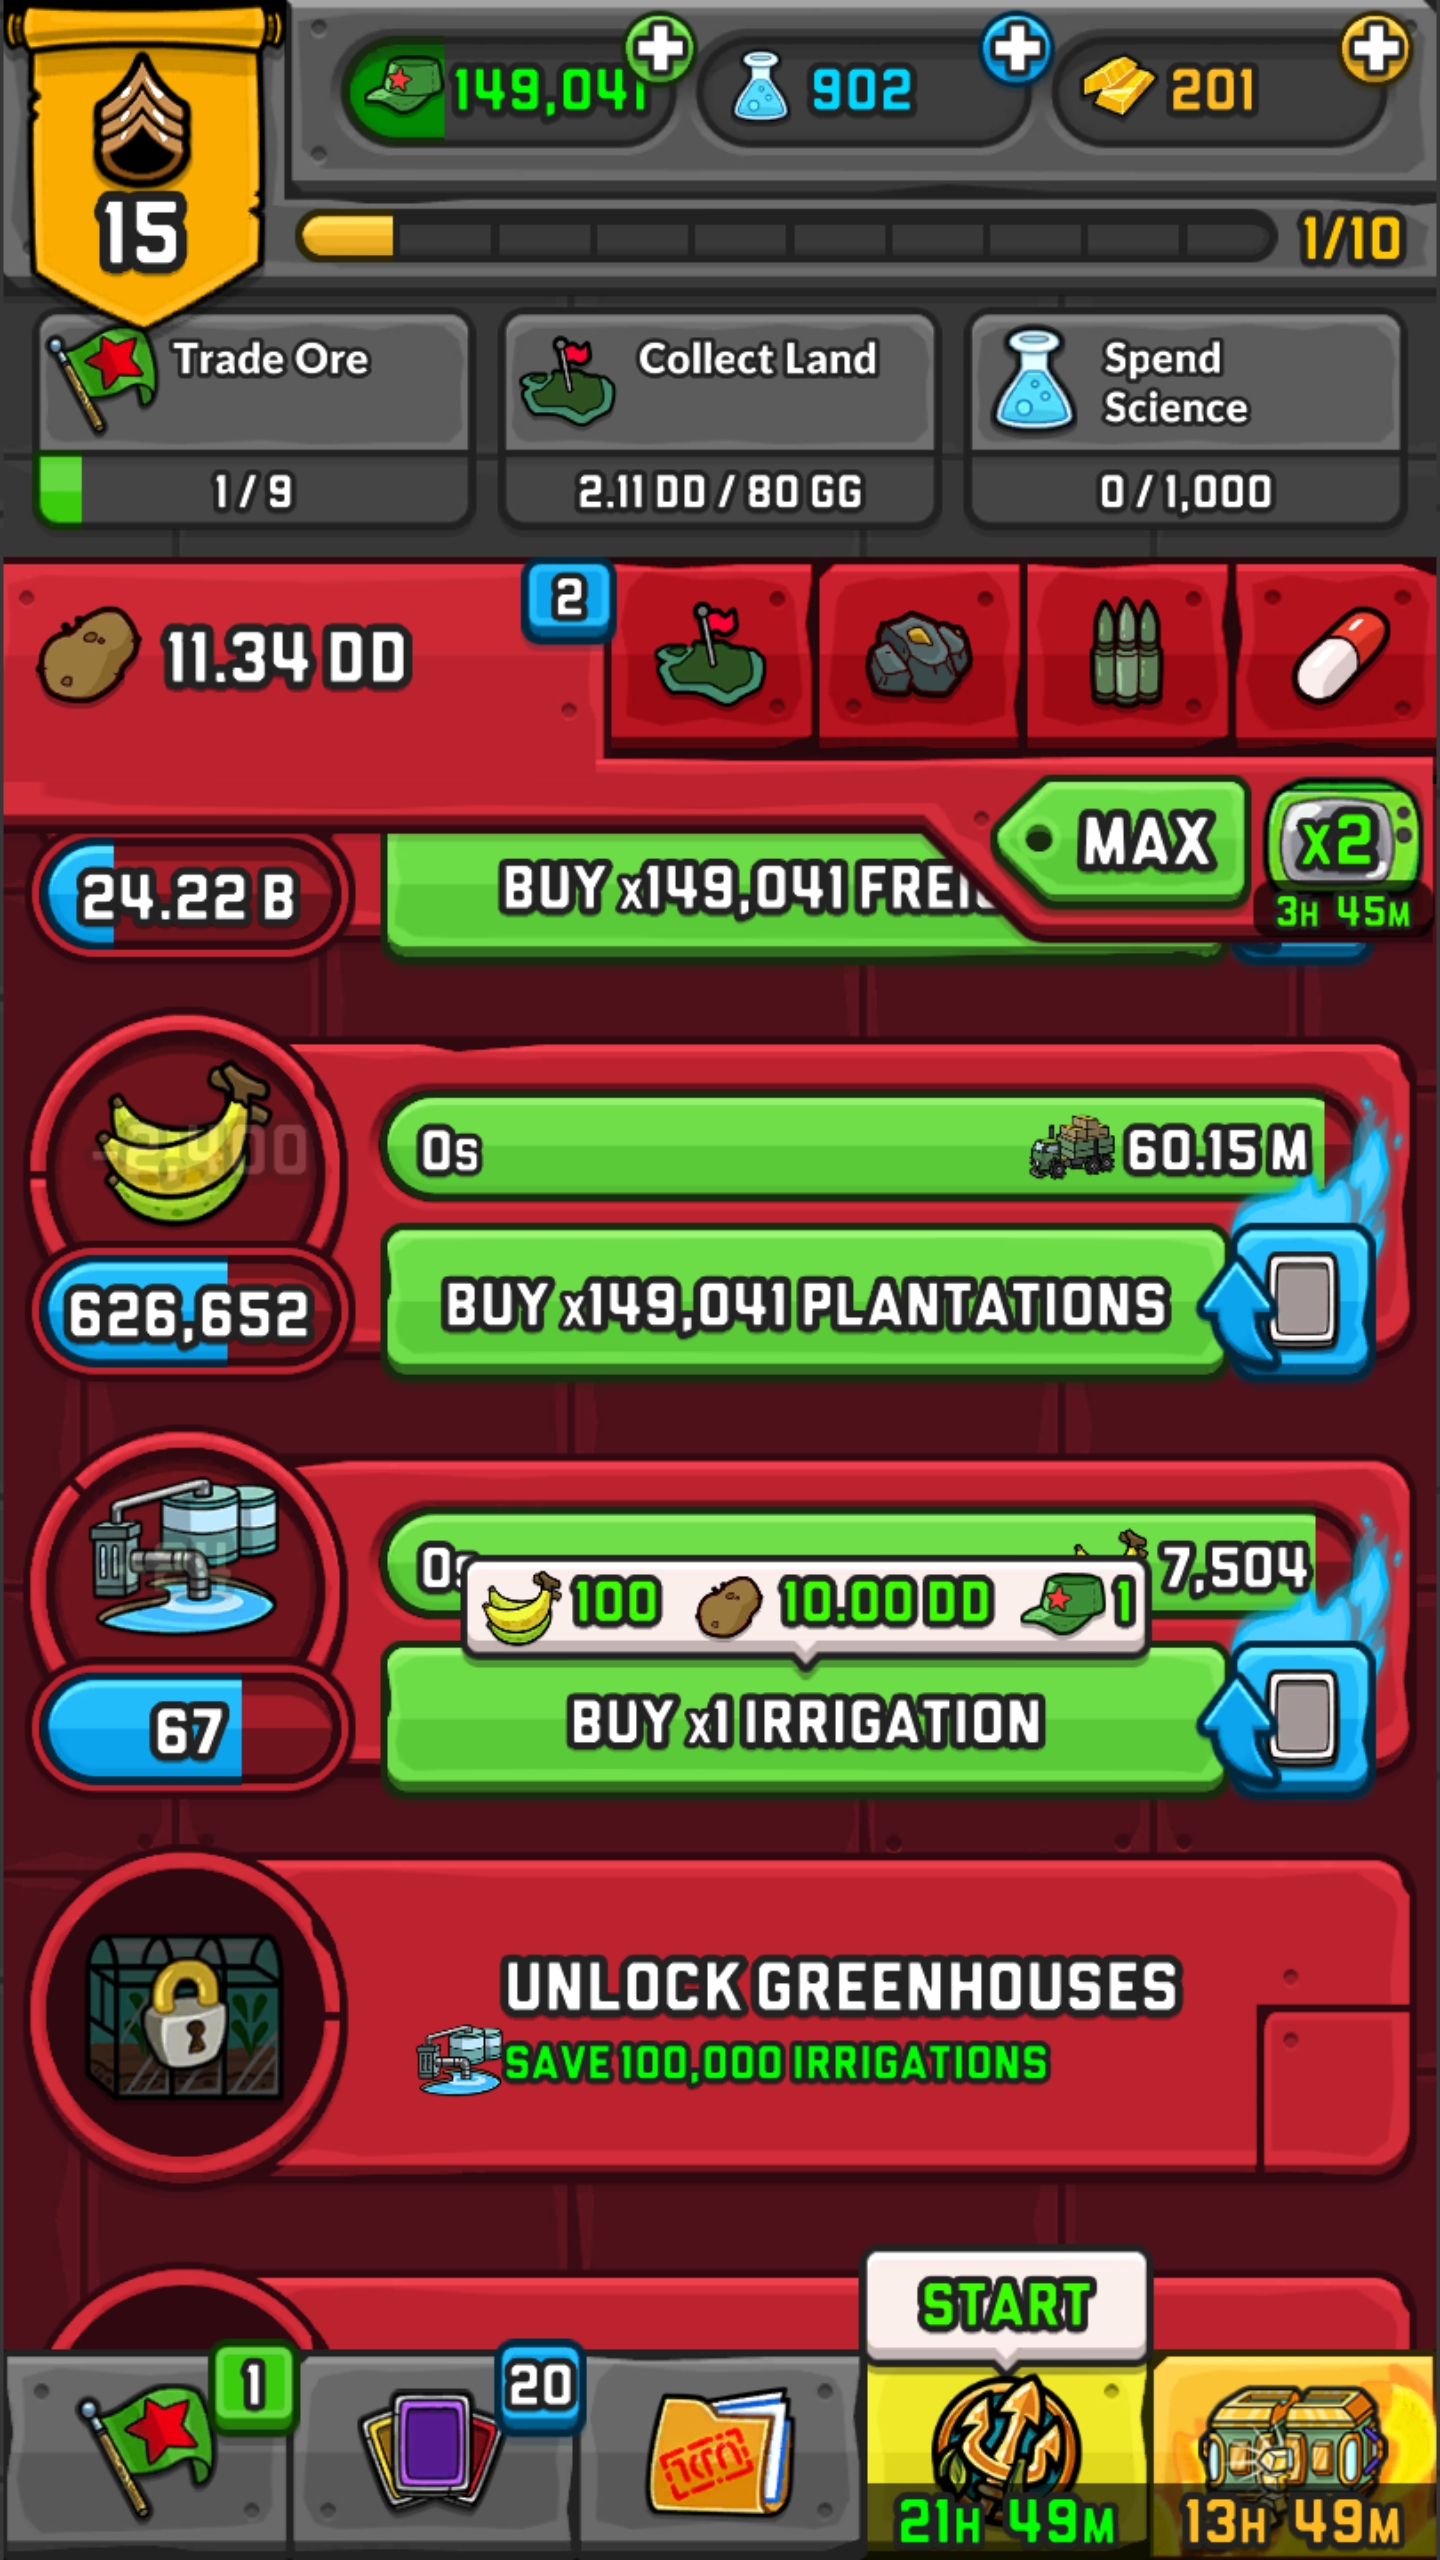 149,041
902
201
15
1/10
Trade Ore
Collect Land
Spend
Science
1 / 9
2.11 DD / 80 GG
0 / 1,000
11.34 DD
2
MAX
x2
3H 45M
24.22 B
BUY x149,041
-2,400
0s
60.15 M
626,652
BUY x149,041 PLANTATIONS
7,504
100
10.00 DD
1
67
BUY x1 IRRIGATION
UNLOCK GREENHOUSES
SAVE 100,000 IRRIGATIONS
START
1
20
21H 49M
13H 49M